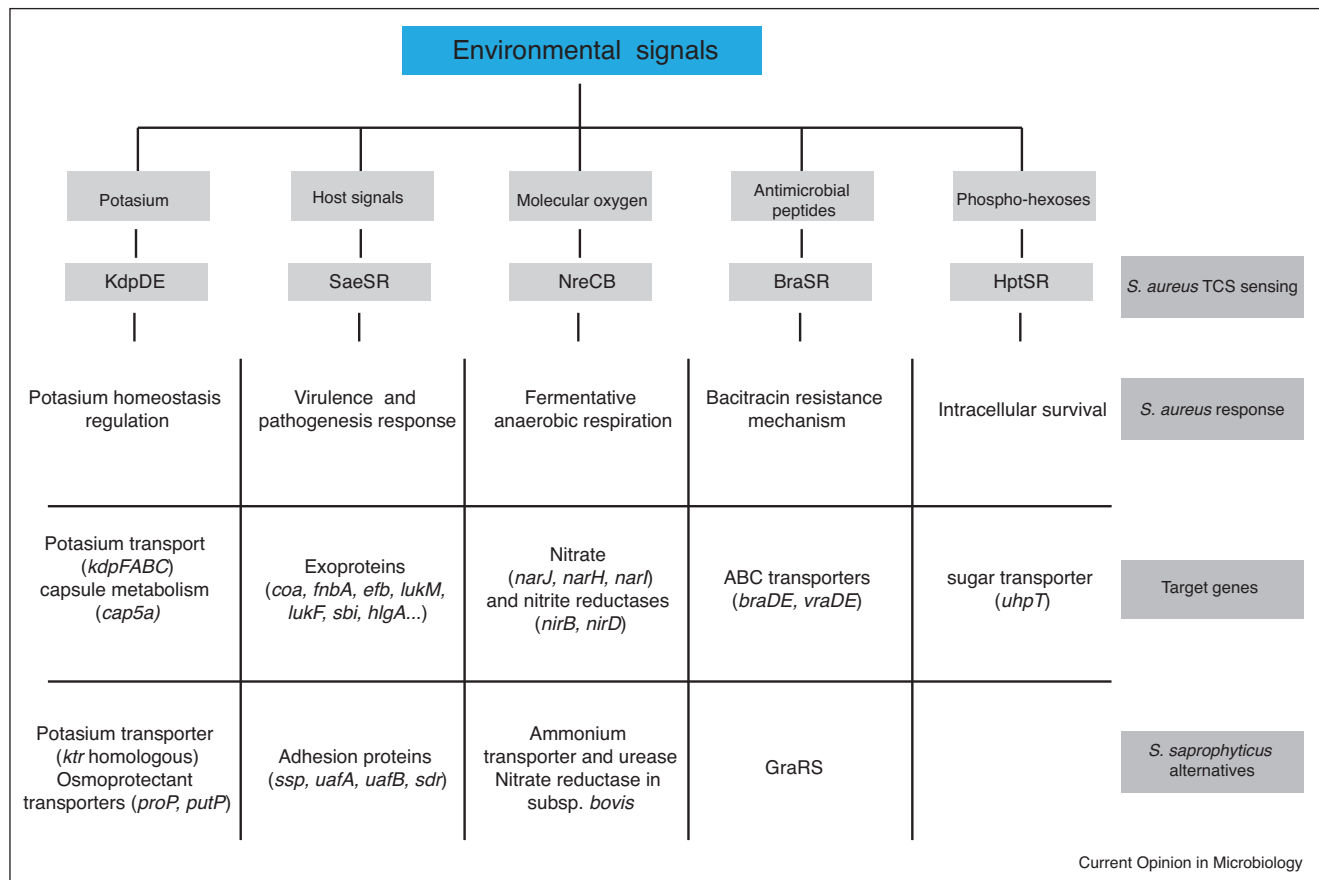 Environmental signals
Potasium
Host signals
Molecular oxygen
Antimicrobial
peptides
Phospho-hexoses
KdpDE
SaeSR
NreCB
BraSR
HptSR
S. aureus TCS sensing
Potasium homeostasis
regulation
Virulence and
pathogenesis response
Fermentative
anaerobic respiration
Bacitracin resistance
mechanism
Intracellular survival
S. aureus response
Potasium transport
(kdpFABC)
capsule metabolism
(cap5a)
Exoproteins
(coa, fnbA, efb, lukM,
lukF, sbi, hlgA...)
Nitrate
(narJ, narH, narI)
and nitrite reductases
(nirB, nirD)
ABC transporters
(braDE, vraDE)
sugar transporter
(uhpT)
Target genes
Potasium transporter
(ktr homologous)
Osmoprotectant
transporters (proP, putP)
Adhesion proteins
(ssp, uafA, uafB, sdr)
Ammonium
transporter and urease
Nitrate reductase in
subsp. bovis
GraRS
S. saprophyticus
alternatives
Current Opinion in Microbiology